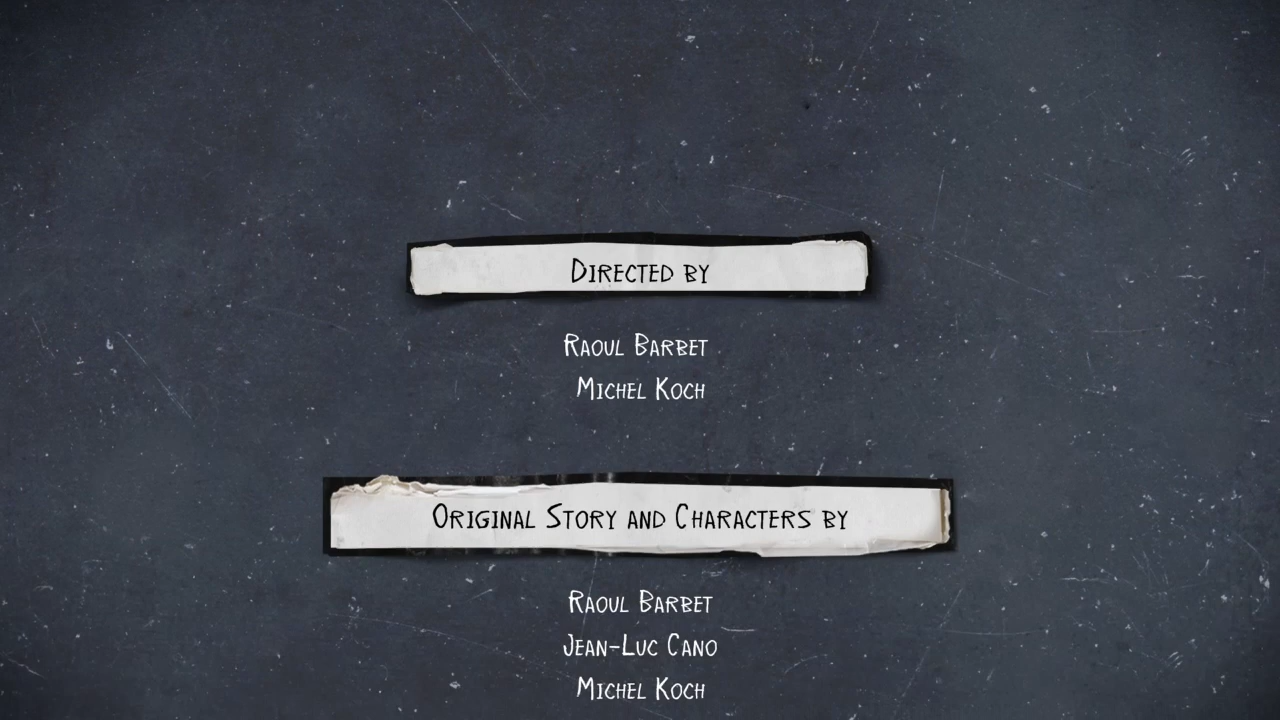 Directed by
Raoul Barbet
Michel Koch
Original Story and Characters by
Raoul Barbet
Jean-Luc Cano
Michel Koch